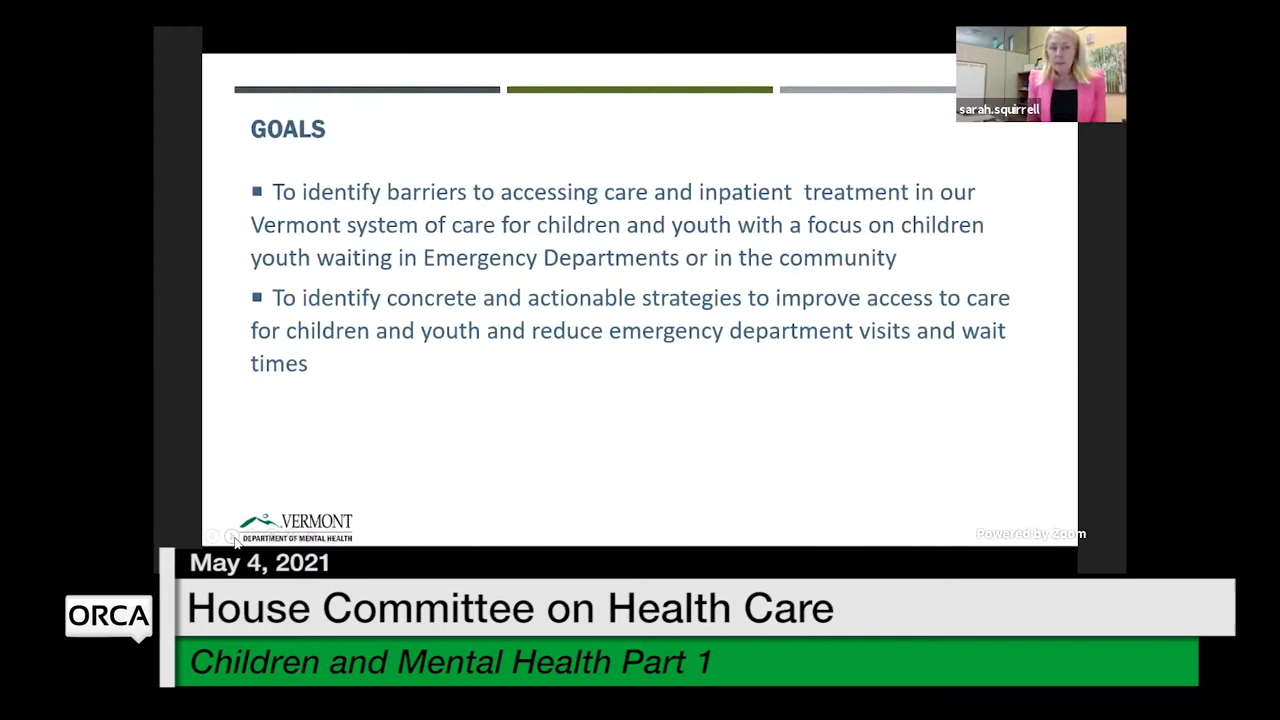 sarah.squirrell
GOALS
▪ To identify barriers to accessing care and inpatient treatment in our
Vermont system of care for children and youth with a focus on children
youth waiting in Emergency Departments or in the community
▪ To identify concrete and actionable strategies to improve access to care
for children and youth and reduce emergency department visits and wait
times
VERMONT
DEPARTMENT OF MENTAL HEALTH
Powered by Zoom
May 4, 2021
ORCA
House Committee on Health Care
Children and Mental Health Part 1